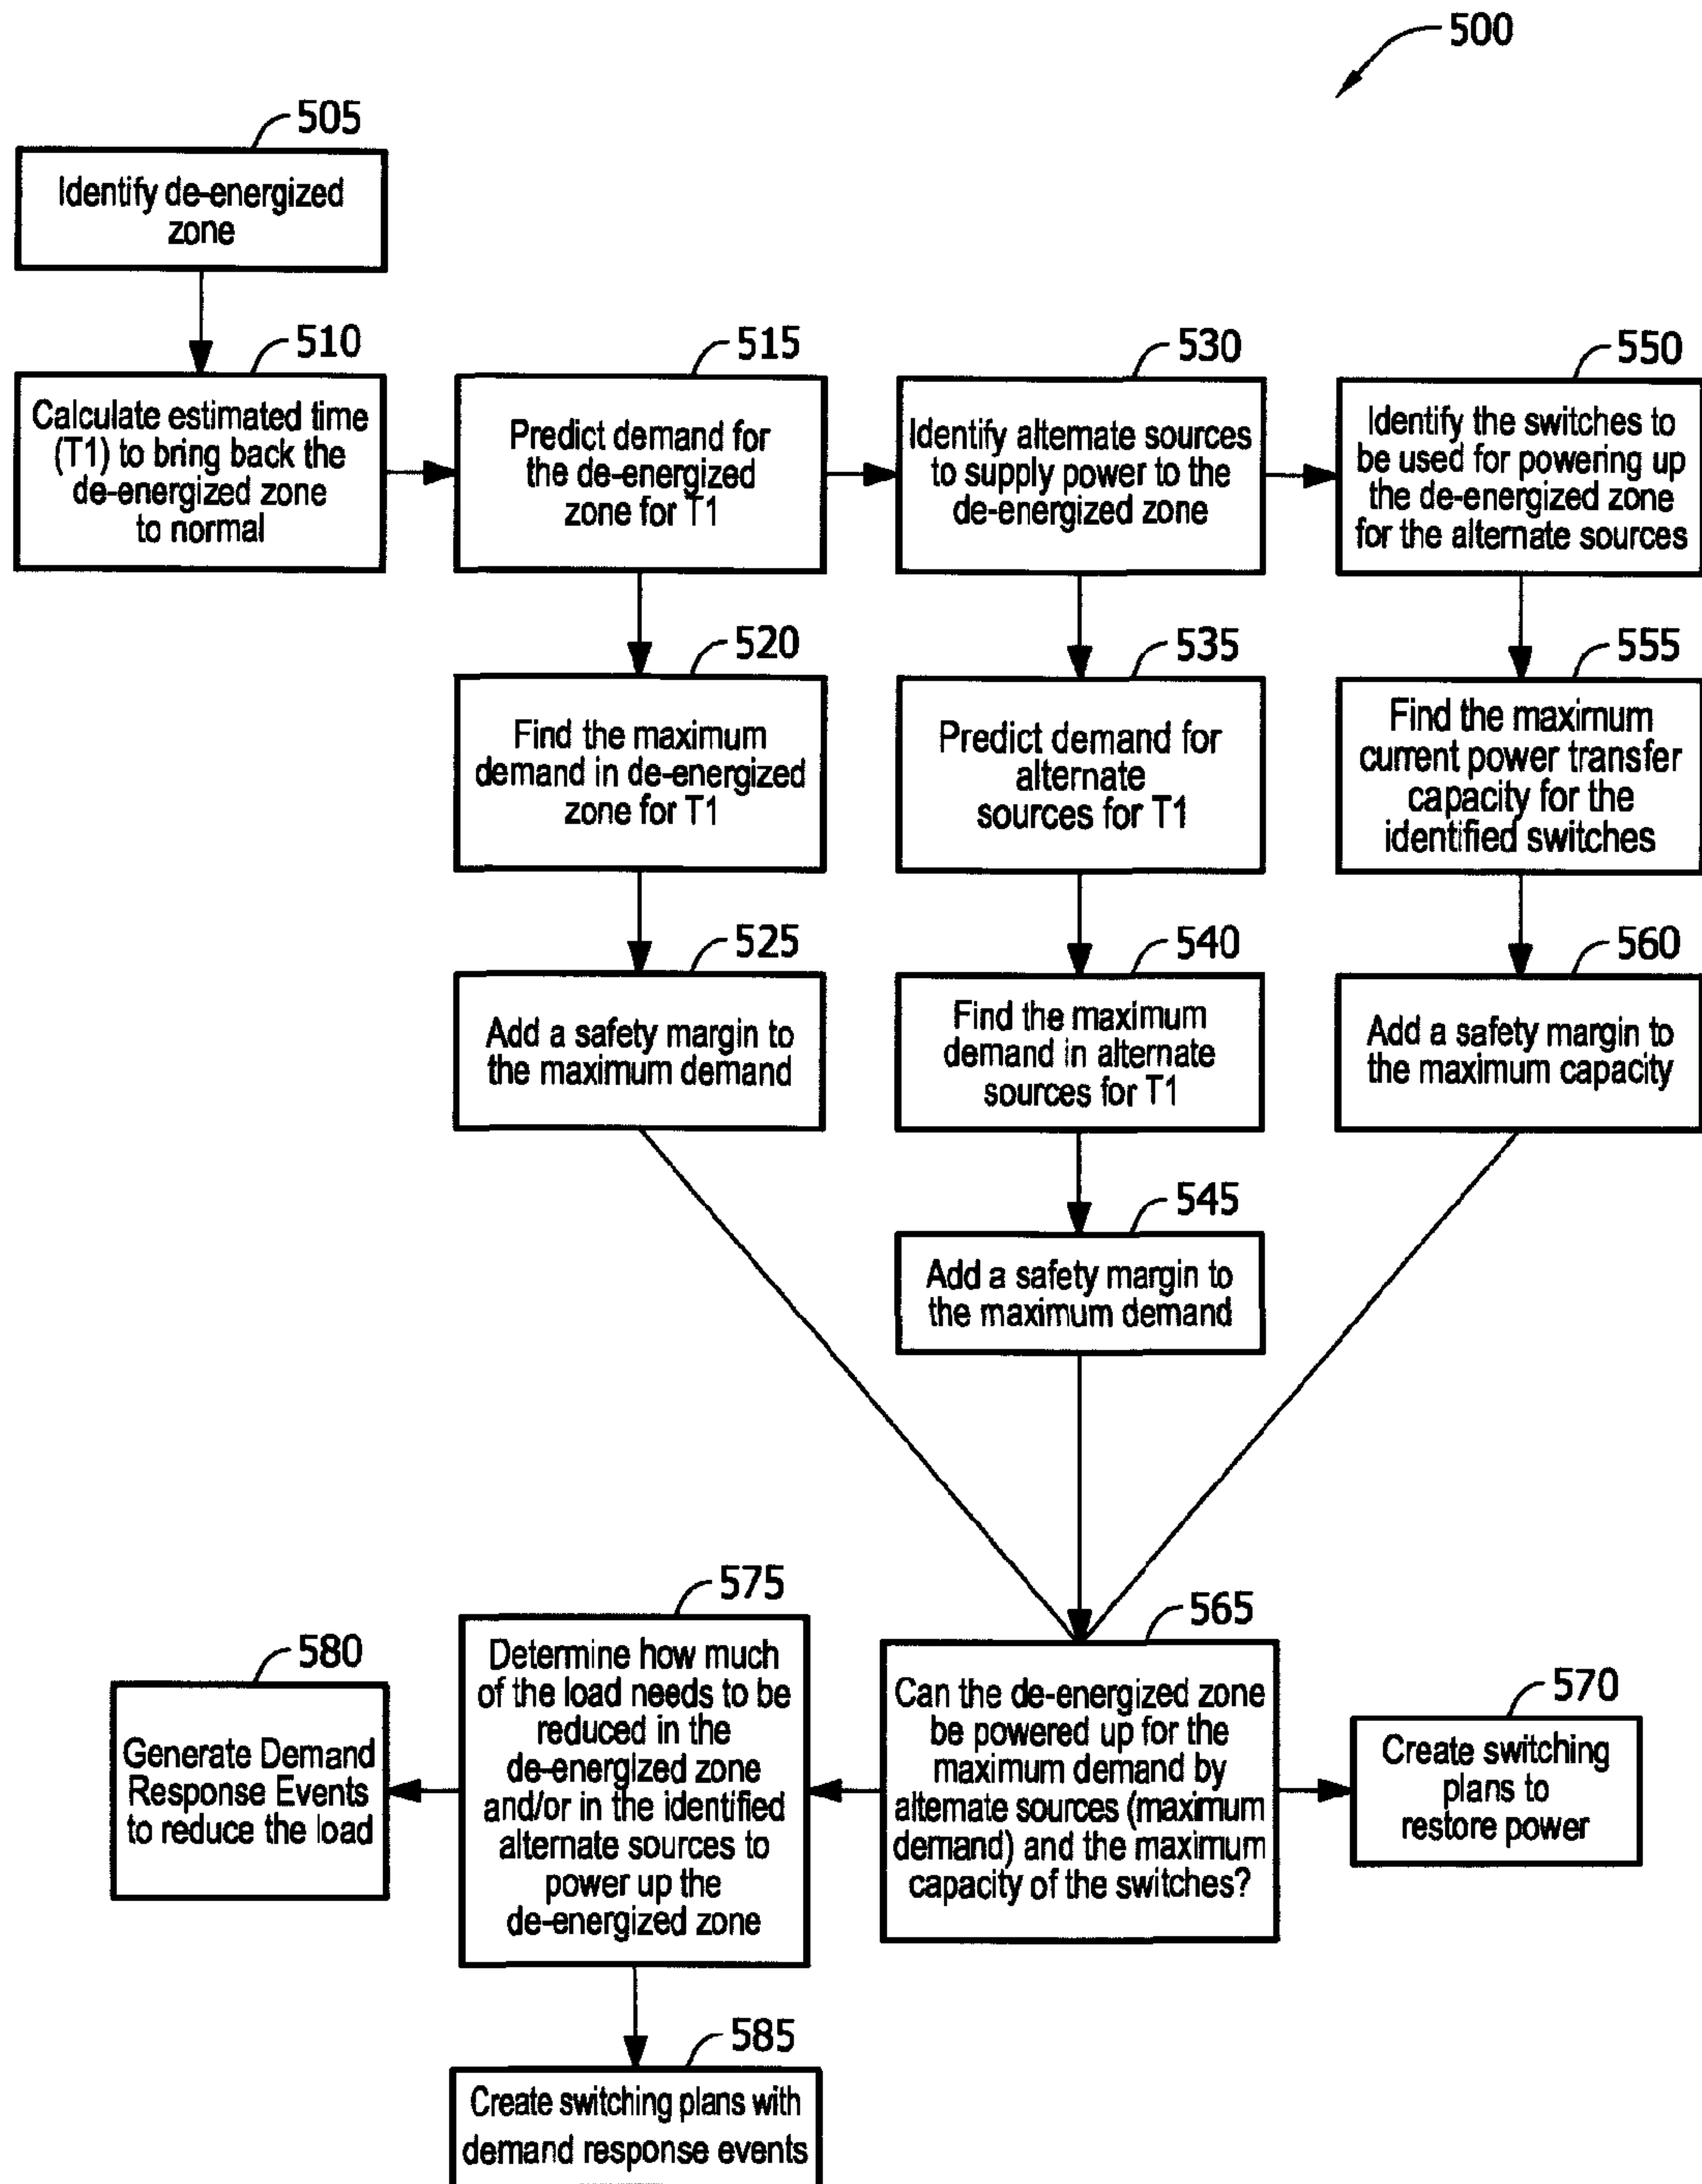 500
505
Identify de-energized
zone
510
Calculate estimated time
(T1) to bring back the
de-energized zone
to normal
515
Predict demand for
the de-energized
zone for T1
530
Identify alternate sources
to supply power to the
de-energized zone
550
Identify the switches to
be used for powering up
the de-energized zone
for the alternate sources
520
Find the maximum
demand in de-energized
zone for T1
535
Predict demand for
alternate
sources for T1
555
Find the maximum
current power transfer
capacity for the
identified switches
525
Add a safety margin to
the maximum demand
540
Find the maximum
demand in alternate
sources for T1
560
Add a safety margin to
the maximum capacity
545
Add a safety margin to
the maximum demand
580
Generate Demand
Response Events
to reduce the load
575
Determine how much
of the load needs to be
reduced in the
de-energized zone
and/or in the identified
alternate sources to
power up the
de-energized zone
565
Can the de-energized zone
be powered up for the
maximum demand by
alternate sources (maximum
demand) and the maximum
capacity of the switches?
570
Create switching
plans to
restore power
585
Create switching plans with
demand response events